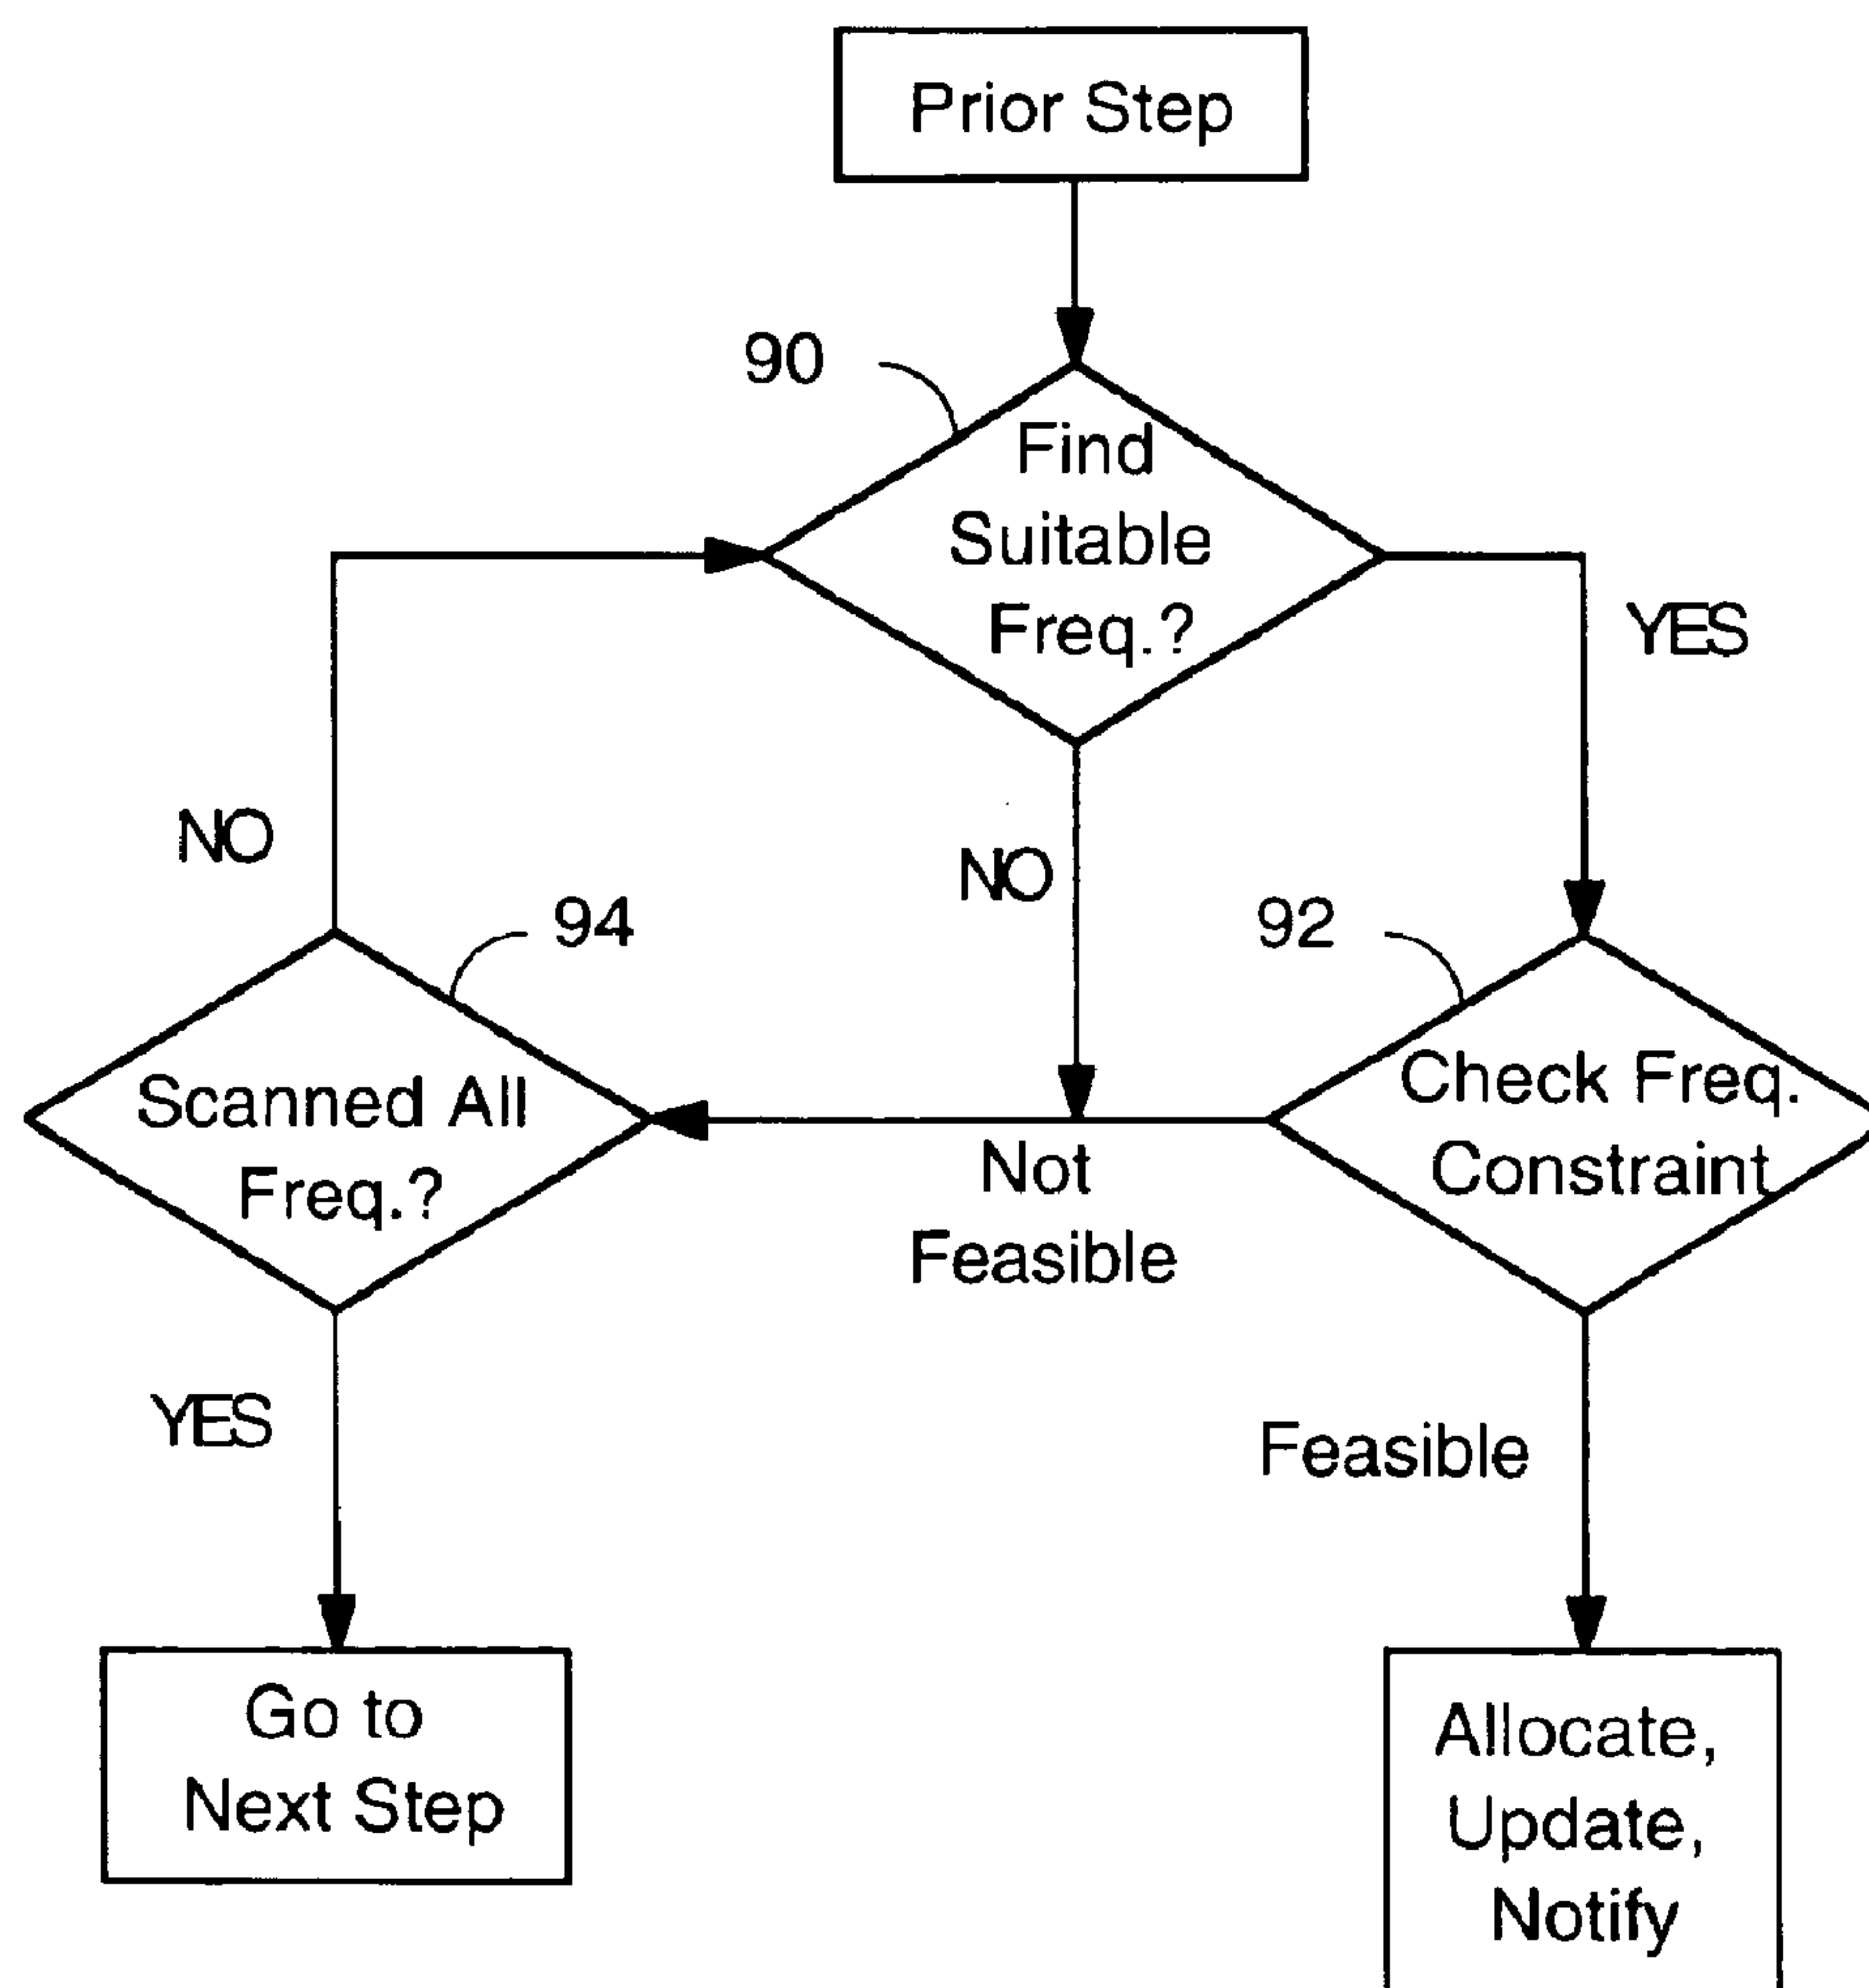 Prior Step
90
Find
Suitable
Freq.?
YES
NO
NO
94
92
Scanned All
Freq.?
Check Freq.
Constraint
Not
Feasible
YES
Feasible
Go to
Next Step
Allocate,
Update,
Notify